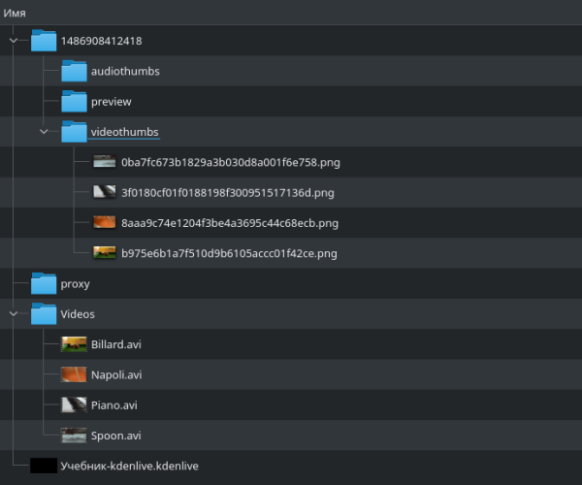 Имя
1486908412418
audiothumbs
preview
videothumbs
0ba7fc673b1829a3b030d8a001f6e758.png
3f0180cf01f0188198f300951517136d.png
8aaa9c74e1204f3be4a3695c44c68ecb.png
b975e6b1a7f510d9b6105accc01f42ce.png
proxy
Videos
Billard.avi
Napoli.avi
Piano.avi
Spoon.avi
Учебник-kdenlive.kdenlive